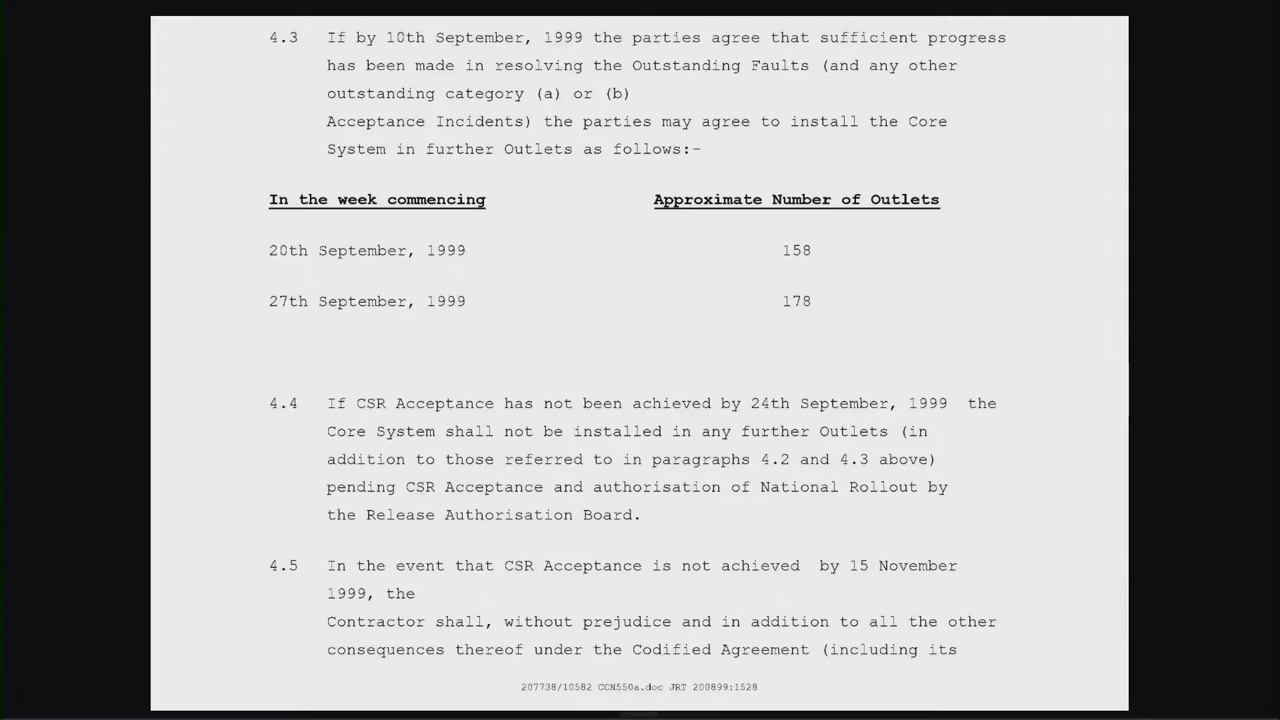 4.3 If by 10th September, 1999 the parties agree that sufficient progress
has been made in resolving the Outstanding Faults (and any other
outstanding category (a) or (b)
Acceptance Incidents) the parties may agree to install the Core
System in further Outlets as follows:-
In the week commencing Approximate Number of Outlets
20th September, 1999 158
27th September, 1999 178
4.4 If CSR Acceptance has not been achieved by 24th September, 1999 the
Core System shall not be installed in any further Outlets (in
addition to those referred to in paragraphs 4.2 and 4.3 above)
pending CSR Acceptance and authorisation of National Rollout by
the Release Authorisation Board.
4.5 In the event that CSR Acceptance is not achieved by 15 November
1999, the
Contractor shall, without prejudice and in addition to all the other
consequences thereof under the Codified Agreement (including its
207738/10582 CCN550a.doc JRT 200899:1528